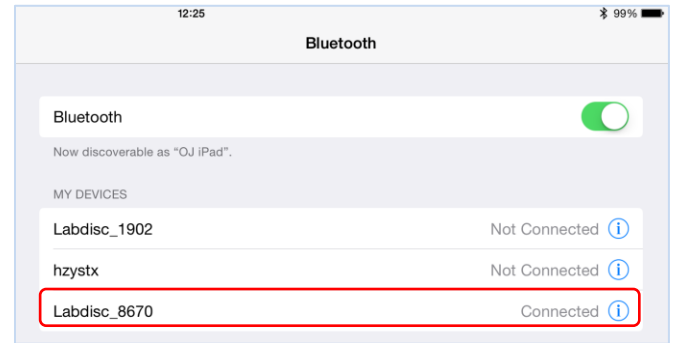 12:25 99%
Bluetooth
Bluetooth
Now discoverable as “OJ iPad”.
MY DEVICES
Labdisc_1902 Not Connected
hzystx Not Connected
Labdisc_8670 Connected